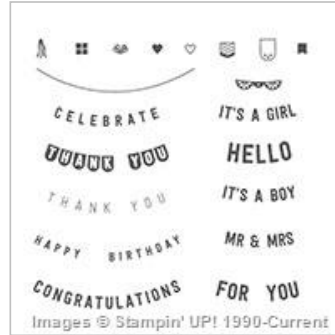 CELEBRATE
THANK YOU
THANK YOU
HAPPY BIRTHDAY
CONGRATULATIONS
IT'S A GIRL
HELLO
IT'S A BOY
MR & MRS
FOR YOU
Images © Stampin' UP! 1990-Current